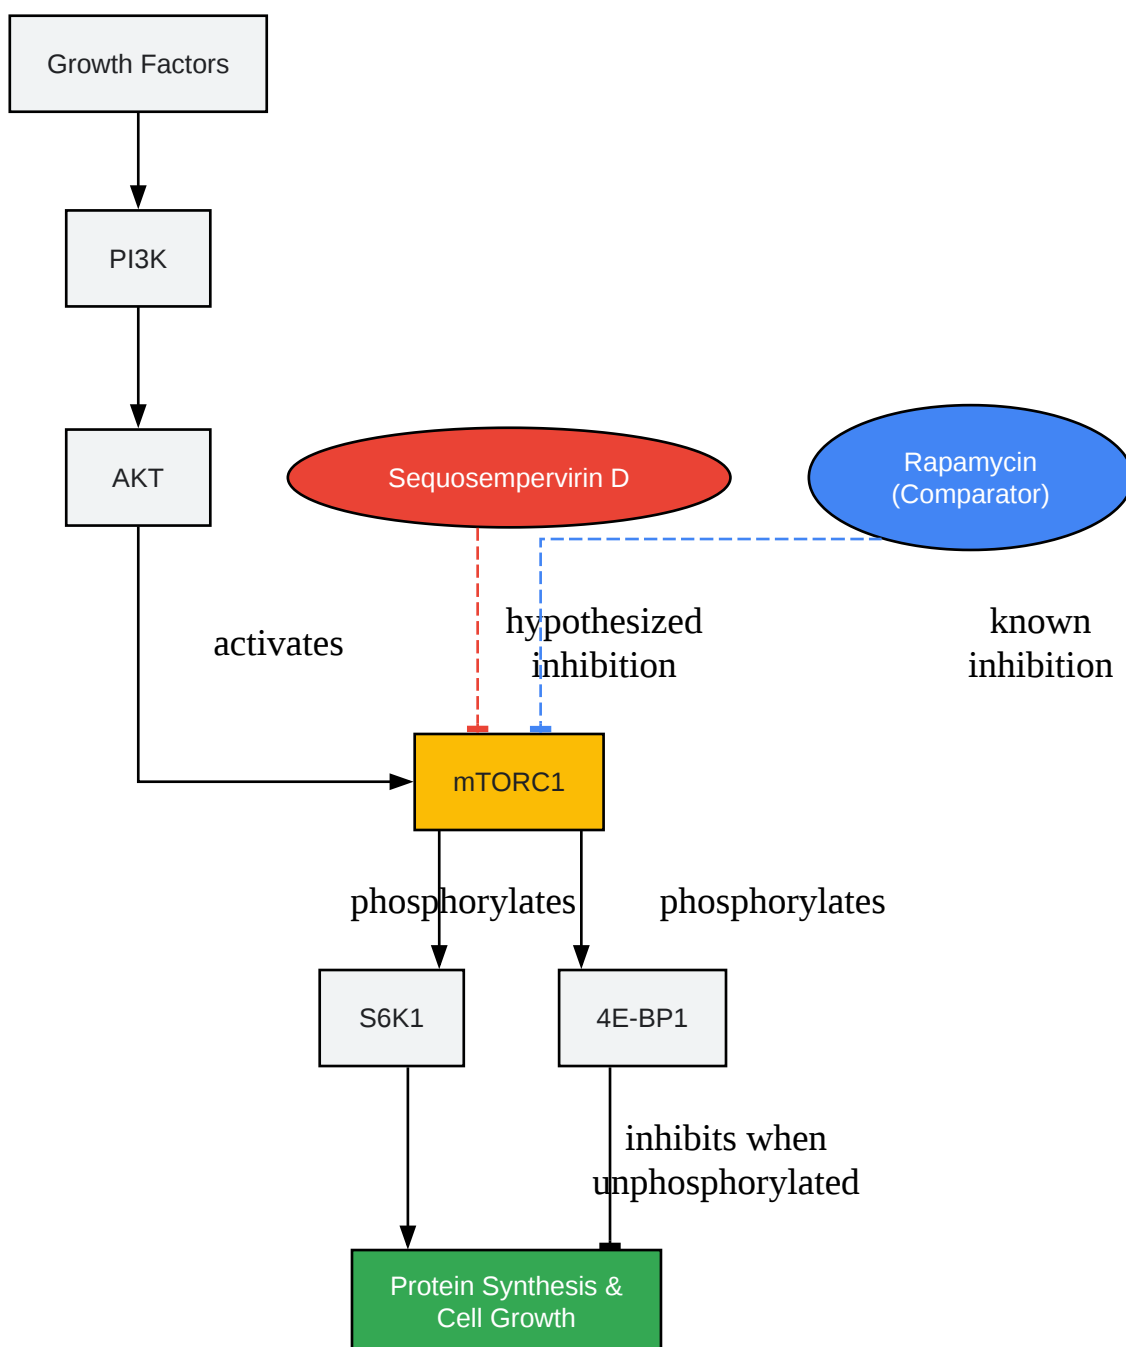 Growth Factors
PI3K
AKT
Sequosempervirin D
Rapamycin
(Comparator)
activates
hypothesized
inhibition
known
inhibition
mTORC1
phosphorylates
phosphorylates
S6K1
4E-BP1
inhibits when
unphosphorylated
Protein Synthesis &
Cell Growth